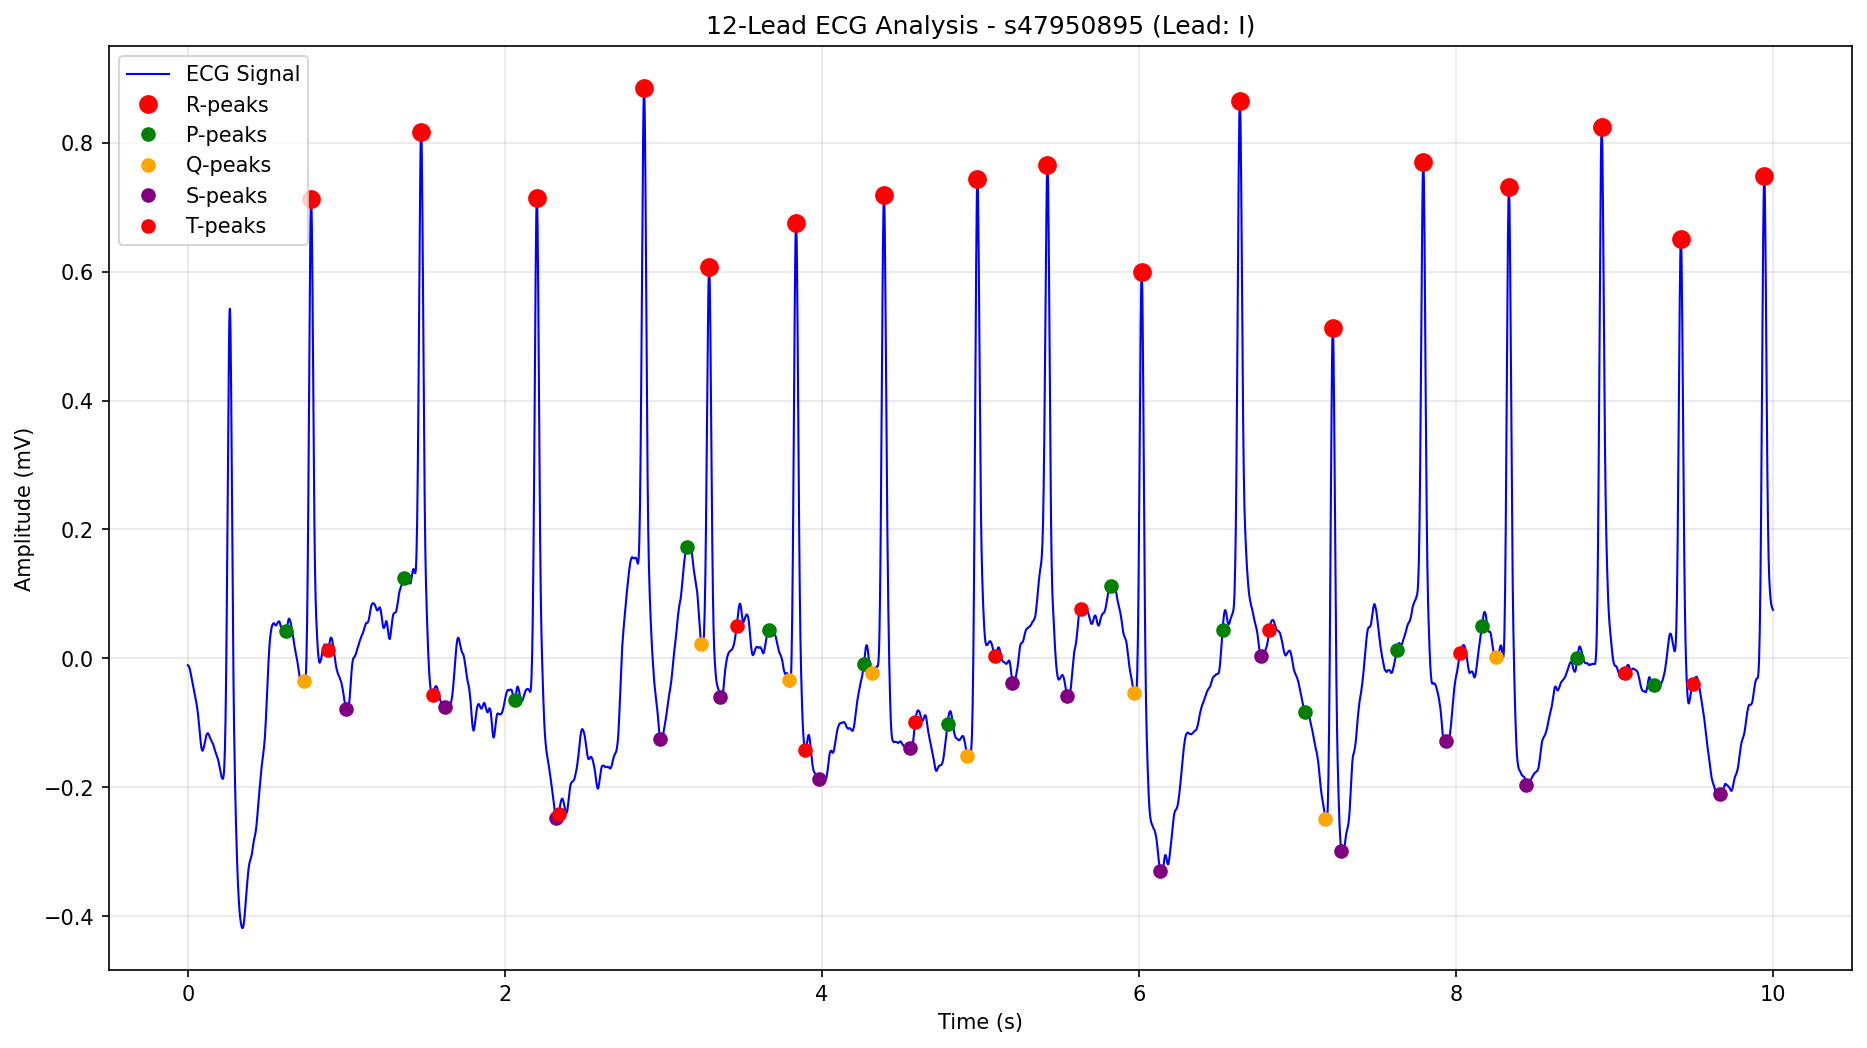 12-Lead ECG Analysis - s47950895 (Lead: I)
ECG Signal
R-peaks
P-peaks
Q-peaks
S-peaks
T-peaks
Amplitude (mV)
0.8
0.6
0.4
0.2
0.0
−0.2
−0.4
0 2 4 6 8 10
Time (s)